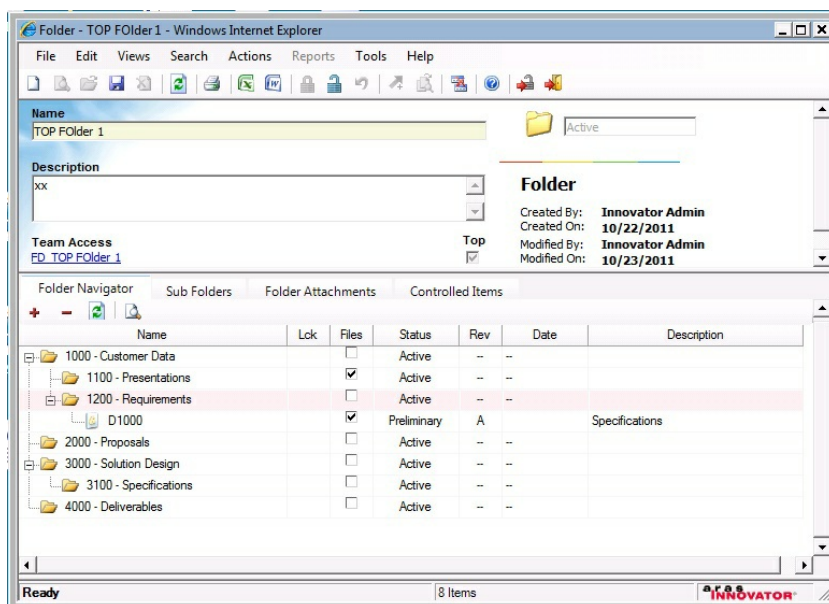 Folder - TOP FOlder 1 - Windows Internet Explorer
File Edit Views Search Actions Reports Tools Help
Name
TOP FOlder 1
Active
Description
xx
Folder
Created By: Innovator Admin
Created On: 10/22/2011
Team Access Top Modified By: Innovator Admin
FD_TOP FOlder 1 Modified On: 10/23/2011
Folder Navigator Sub Folders Folder Attachments Controlled Items
Name Lck Files Status Rev Date Description
1000 - Customer Data Active -- --
1100 - Presentations Active -- --
1200 - Requirements Active -- --
D1000 Preliminary A -- Specifications
2000 - Proposals Active -- --
3000 - Solution Design Active -- --
3100 - Specifications Active -- --
4000 - Deliverables Active -- --
Ready 8 Items aras INNOVATOR